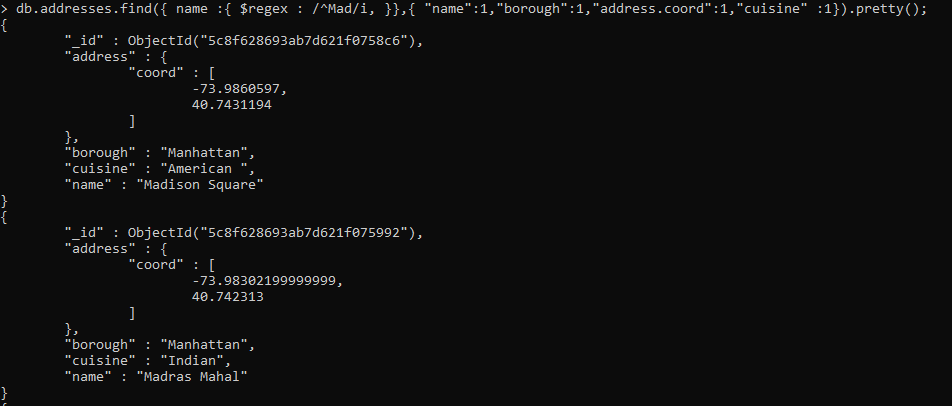 > db.addresses.find({ name :{ $regex : /^Mad/i, }},{ "name":1,"borough":1,"address.coord":1,"cuisine" :1}).pretty();
{
        "_id" : ObjectId("5c8f628693ab7d621f0758c6"),
        "address" : {
                "coord" : [
                        -73.9860597,
                        40.7431194
                ]
        },
        "borough" : "Manhattan",
        "cuisine" : "American ",
        "name" : "Madison Square"
}
{
        "_id" : ObjectId("5c8f628693ab7d621f075992"),
        "address" : {
                "coord" : [
                        -73.98302199999999,
                        40.742313
                ]
        },
        "borough" : "Manhattan",
        "cuisine" : "Indian",
        "name" : "Madras Mahal"
}